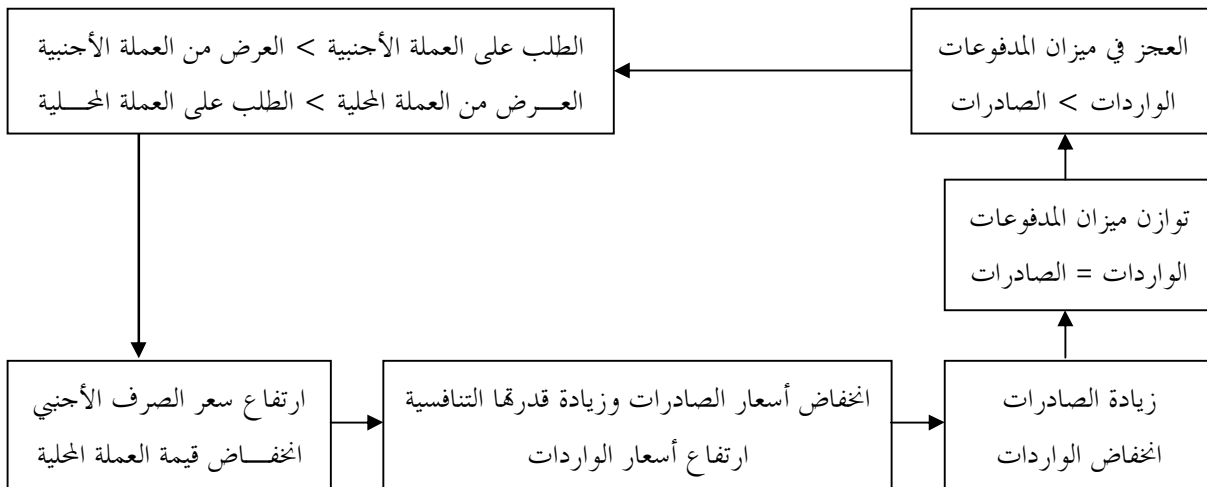 العجز في ميزان المدفوعات
الواردات > الصادرات
الطلب على العملة الأجنبية > العرض من العملة الأجنبية
العـــرض من العملة المحلية > الطلب على العملة المحـــلية
توازن ميزان المدفوعات
الواردات = الصادرات
ارتفاع سعر الصرف الأجنبي
انخفـــاض قيمة العملة المحلية
انخفاض أسعار الصادرات وزيادة قدرتها التنافسية
ارتفاع أسعار الواردات
زيادة الصادرات
انخفاض الواردات